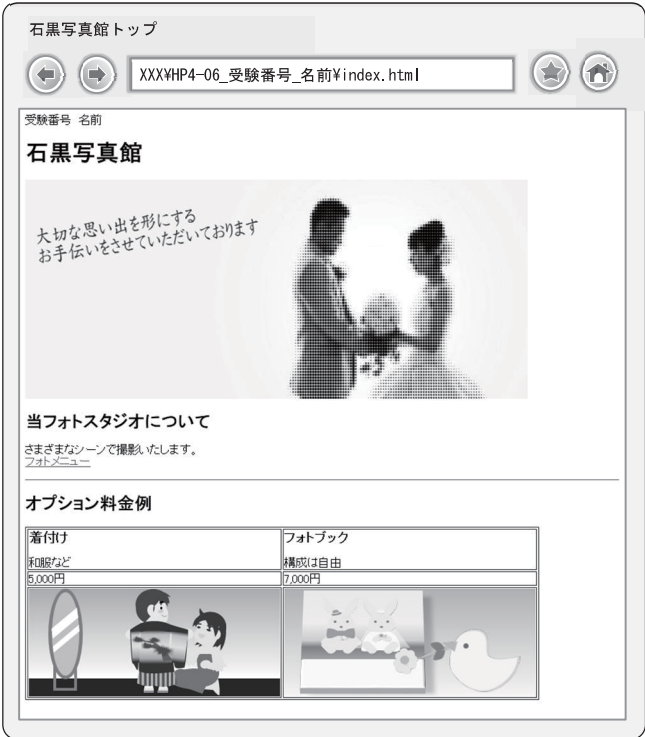 石黒写真館トップ
XXX¥HP4-06_受験番号_名前¥index.html
受験番号 名前
石黒写真館
大切な思い出を形にする
お手伝いをさせていただいております
当フォトスタジオについて
さまざまなシーンで撮影いたします。
フォトメニュー
オプション料金例
着付け
和服など
フォトブック
構成は自由
5,000円
7,000円